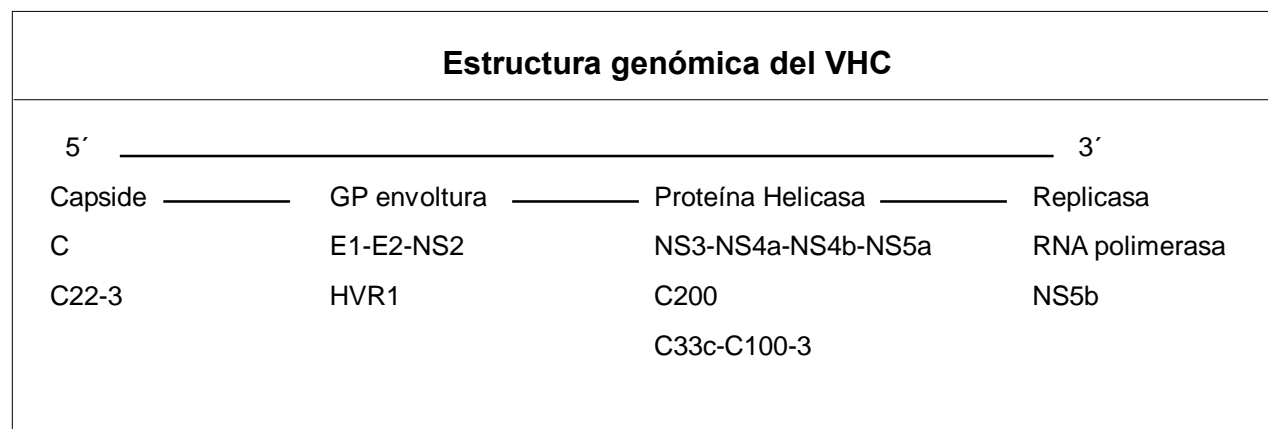 Estructura genómica del VHC
5´ 3´
Capside GP envoltura Proteína Helicasa Replicasa
C E1-E2-NS2 NS3-NS4a-NS4b-NS5a RNA polimerasa
C22-3 HVR1 C200 NS5b
C33c-C100-3